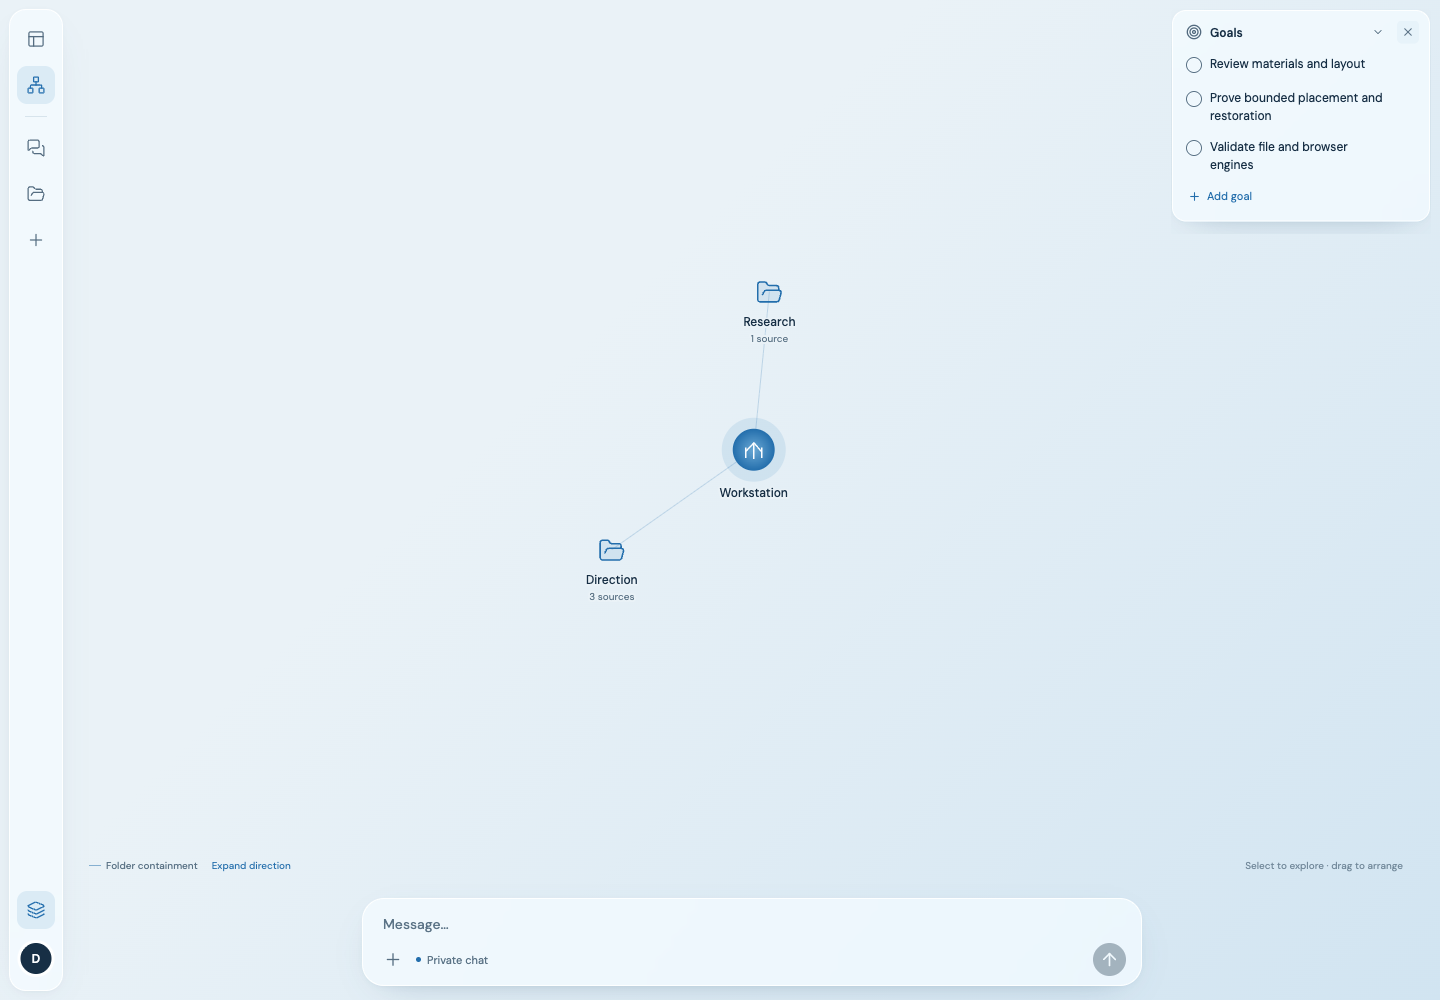 Goals
Review materials and layout
Prove bounded placement and
restoration
Validate file and browser
engines
Add goal
Research
1 source
Workstation
Direction
3 sources
Folder containment
Expand direction
Select to explore · drag to arrange
Message...
Private chat
D